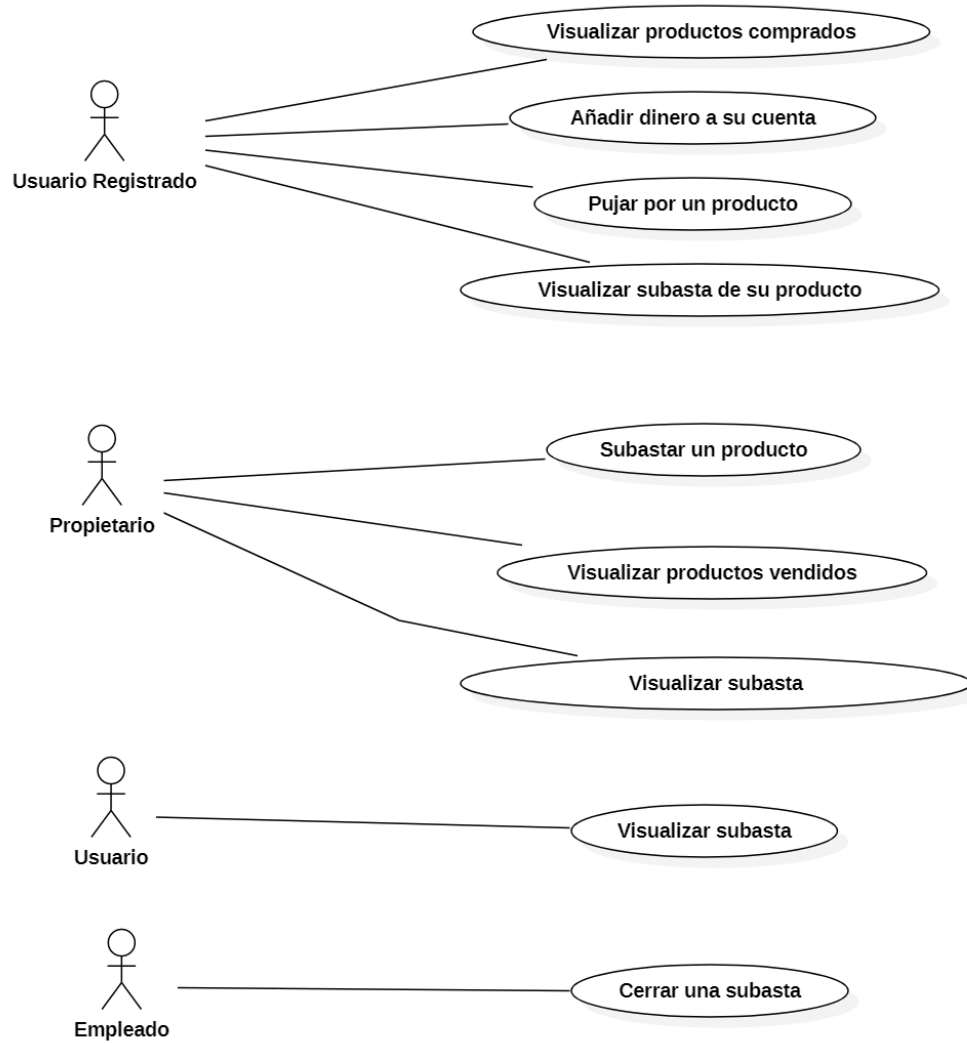 Visualizar productos comprados
Añadir dinero a su cuenta
Usuario Registrado
Pujar por un producto
Visualizar subasta de su producto
Subastar un producto
Propietario
Visualizar productos vendidos
Visualizar subasta
Visualizar subasta
Usuario
Cerrar una subasta
Empleado